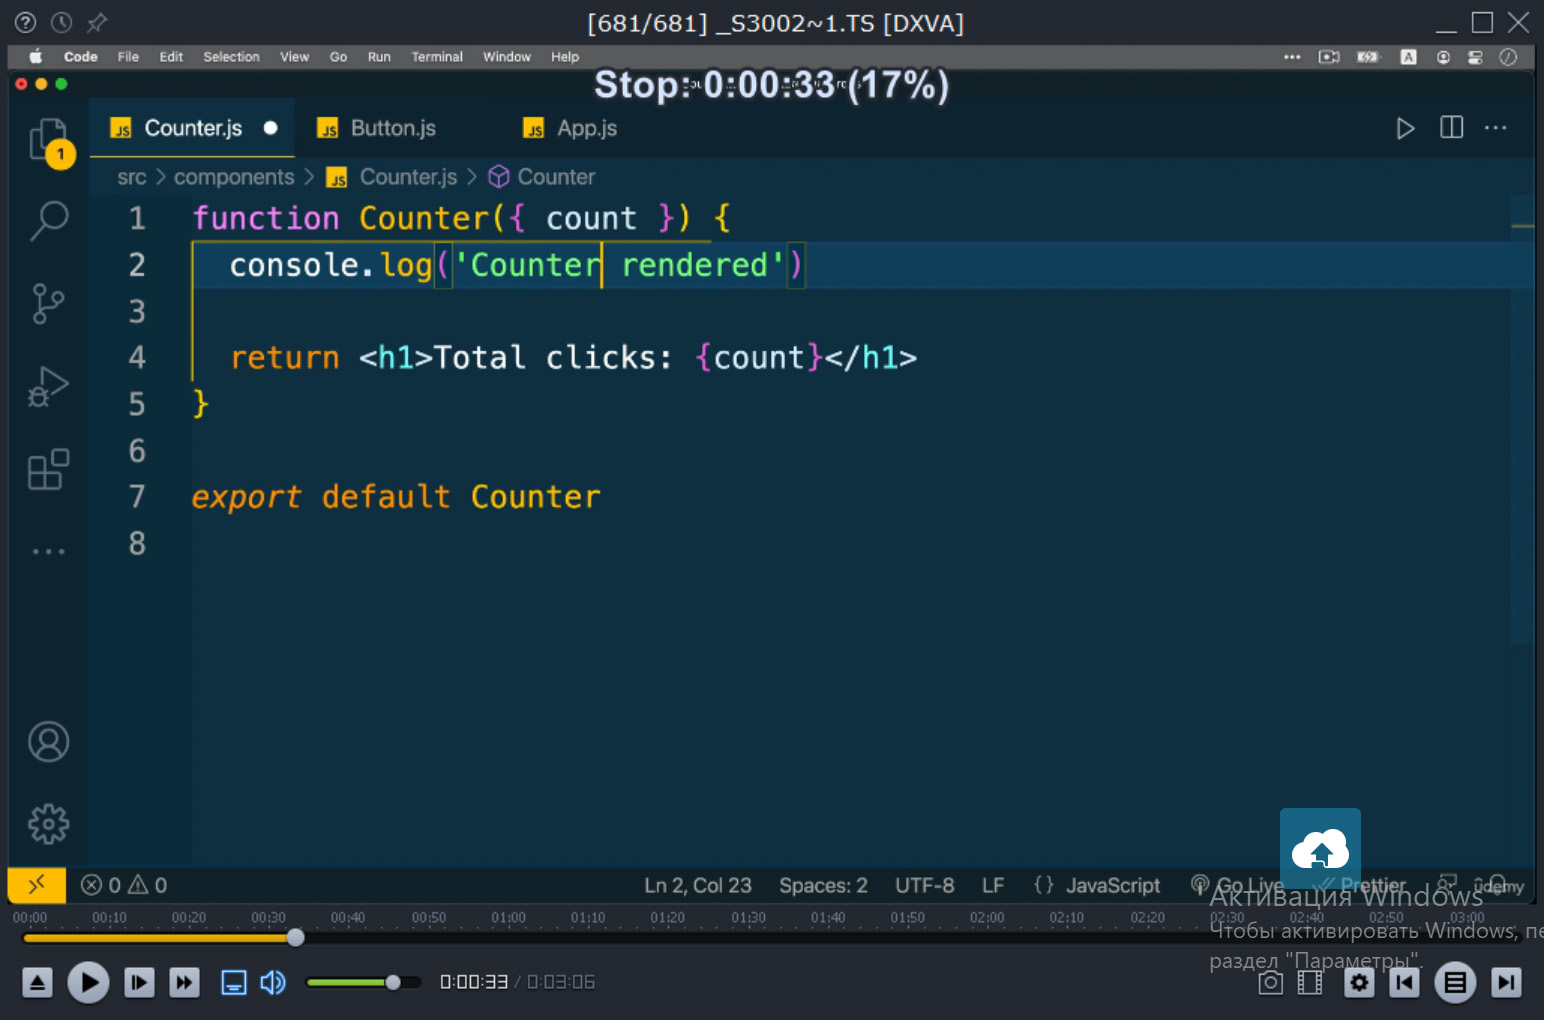 [681/681] _S3002~1.TS [DXVA]
Code File Edit Selection View Go Run Terminal Window Help
Stop: 0:00:33 (17%)
JS Counter.js JS Button.js JS App.js
1
src > components > JS Counter.js > Counter
1 function Counter({ count }) {
2 console.log('Counter rendered')
3
4 return <h1>Total clicks: {count}</h1>
5 }
6
7 export default Counter
8
0 0 Ln 2, Col 23 Spaces: 2 UTF-8 LF {} JavaScript Go Live Prettier
ûdemy
Активация Windows
00:00 00:10 00:20 00:30 00:40 00:50 01:00 01:10 01:20 01:30 01:40 01:50 02:00 02:10 02:20 02:30 02:40 02:50 03:00
Чтобы активировать Windows,
раздел "Параметры".
0:00:33 / 0:03:06